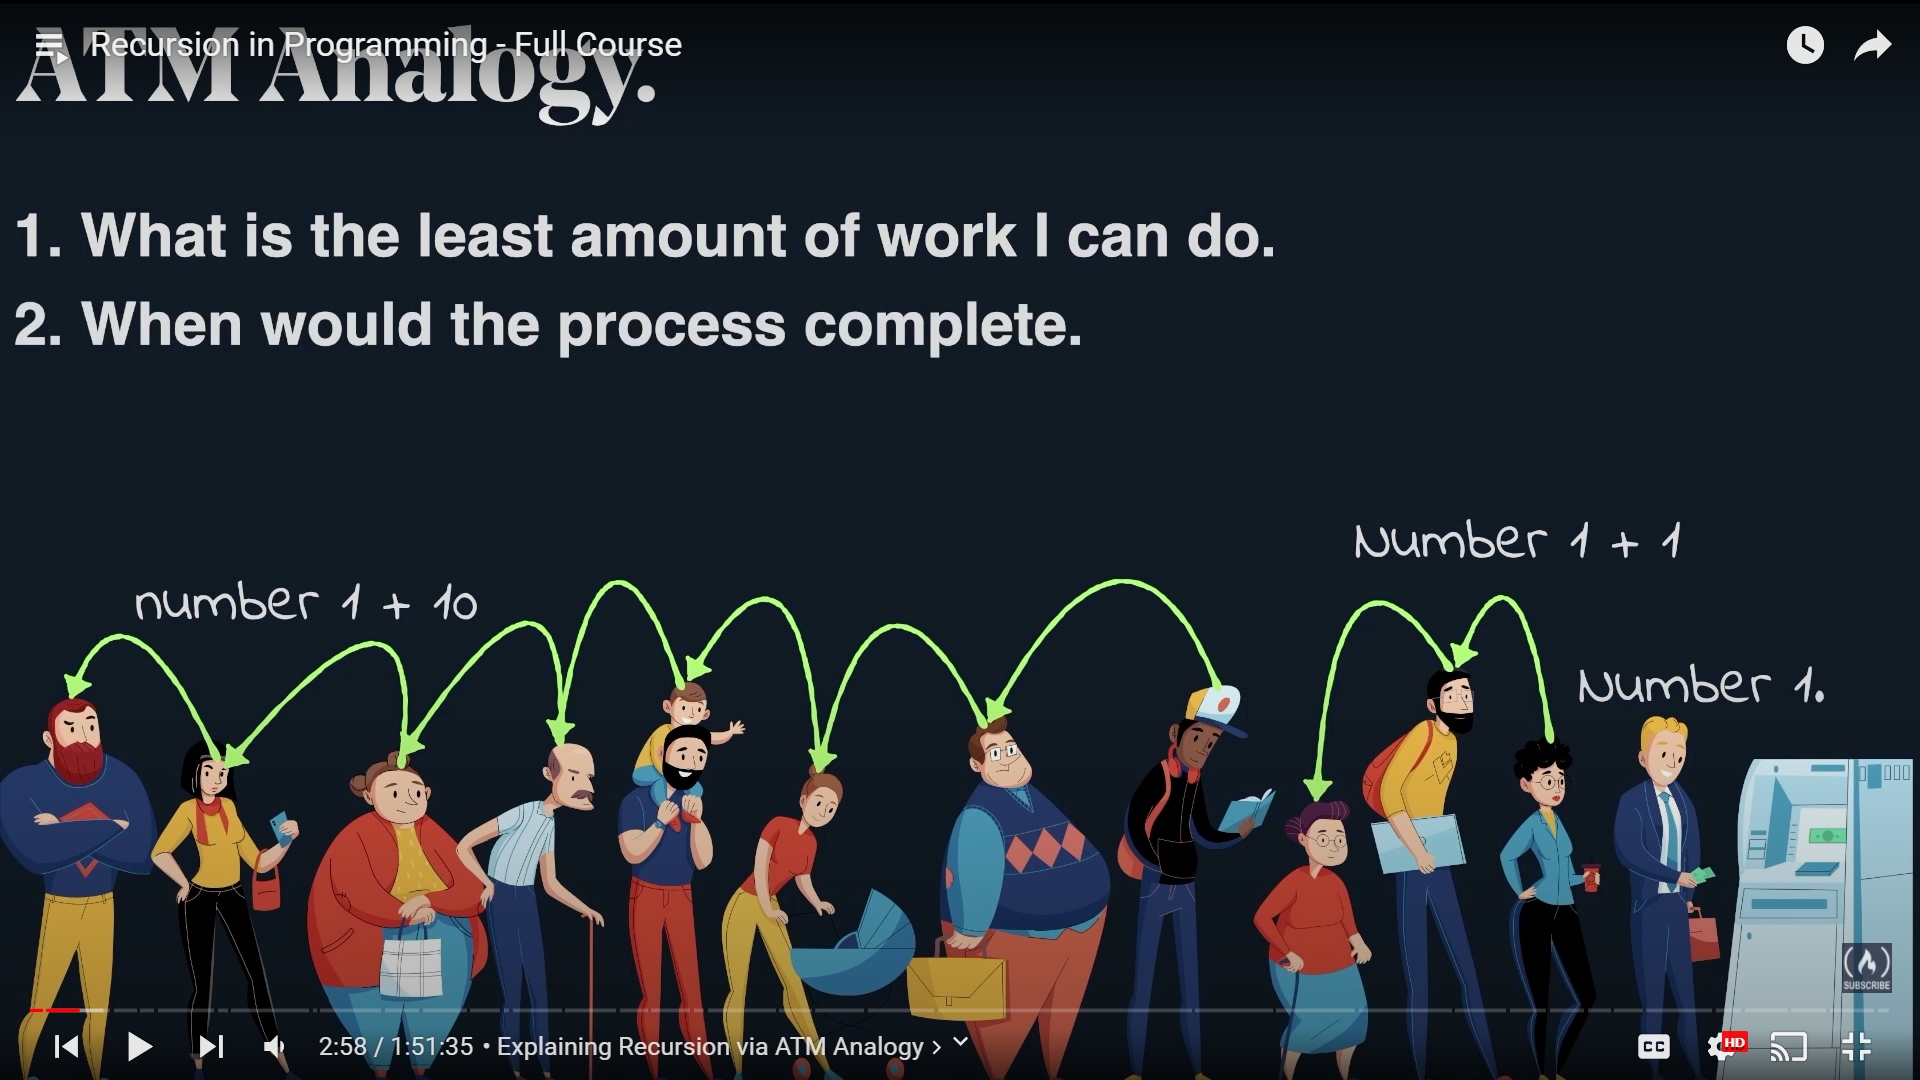 Recursion in Programming - Full Course
ATM Analogy.
1. What is the least amount of work I can do.
2. When would the process complete.
Number 1 + 1
number 1 + 10
Number 1.
SUBSCRIBE
2:58 / 1:51:35 • Explaining Recursion via ATM Analogy
CC
HD